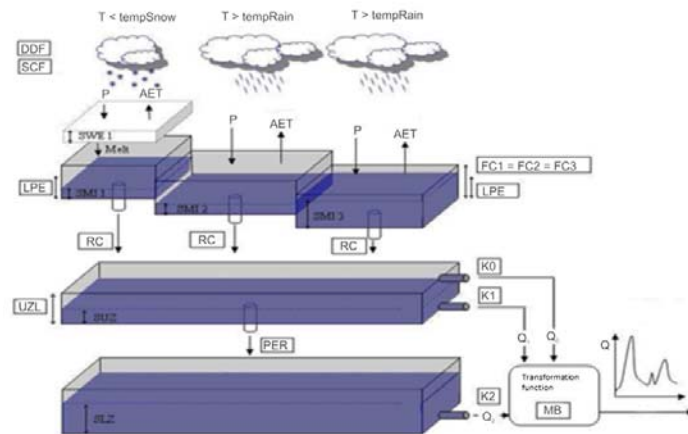 T < tempSnow
T > tempRain
T > tempRain
DDF
SCF
P
AET
SWE 1
Melt
P
AET
P
AET
LPE
SMI 1
SMI 2
SMI 3
FC1 = FC2 = FC3
LPE
RC
RC
RC
UZL
SUZ
K0
K1
PER
Q
Q
Q
Transformation
function
MB
SLZ
K2
Q